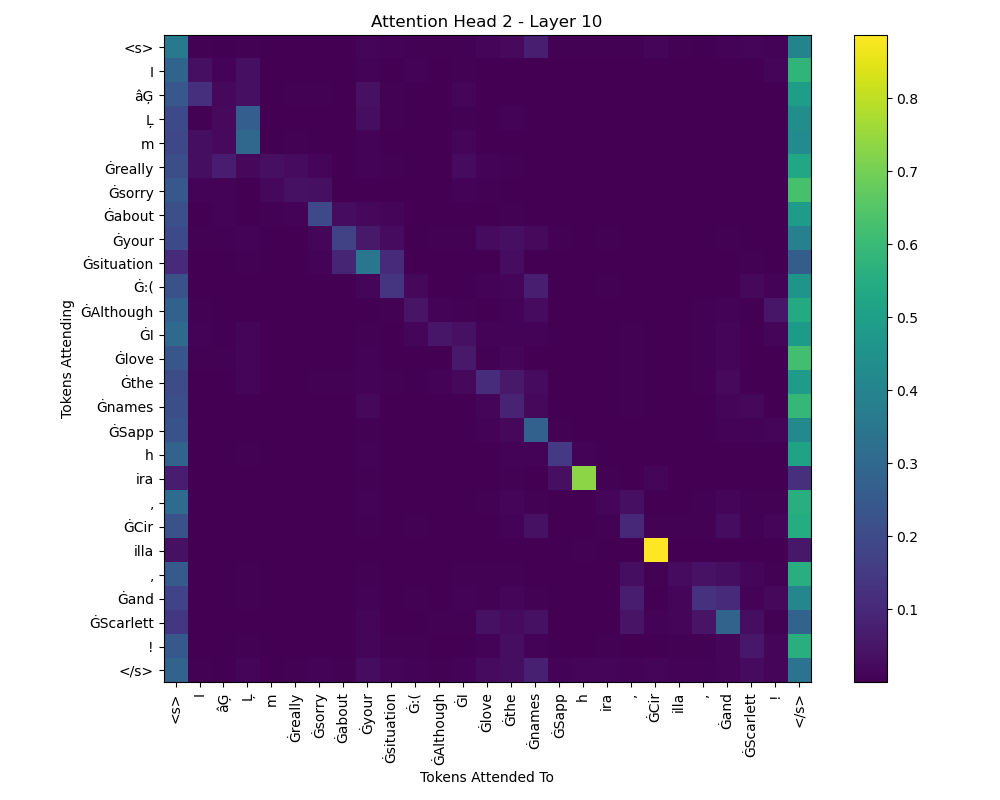 Attention Head 2 - Layer 10
<s>
I
âĢ
Ļ
m
Ġreally
Ġsorry
Ġabout
Ġyour
Ġsituation
Ġ:(
ĠAlthough
ĠI
Ġlove
Ġthe
Ġnames
ĠSapp
h
ira
,
ĠCir
illa
,
Ġand
ĠScarlett
!
</s>
Tokens Attending
<s>
I
âĢ
Ļ
m
Ġreally
Ġsorry
Ġabout
Ġyour
Ġsituation
Ġ:(
ĠAlthough
ĠI
Ġlove
Ġthe
Ġnames
ĠSapp
h
ira
,
ĠCir
illa
,
Ġand
ĠScarlett
!
</s>
Tokens Attended To
0.8
0.7
0.6
0.5
0.4
0.3
0.2
0.1